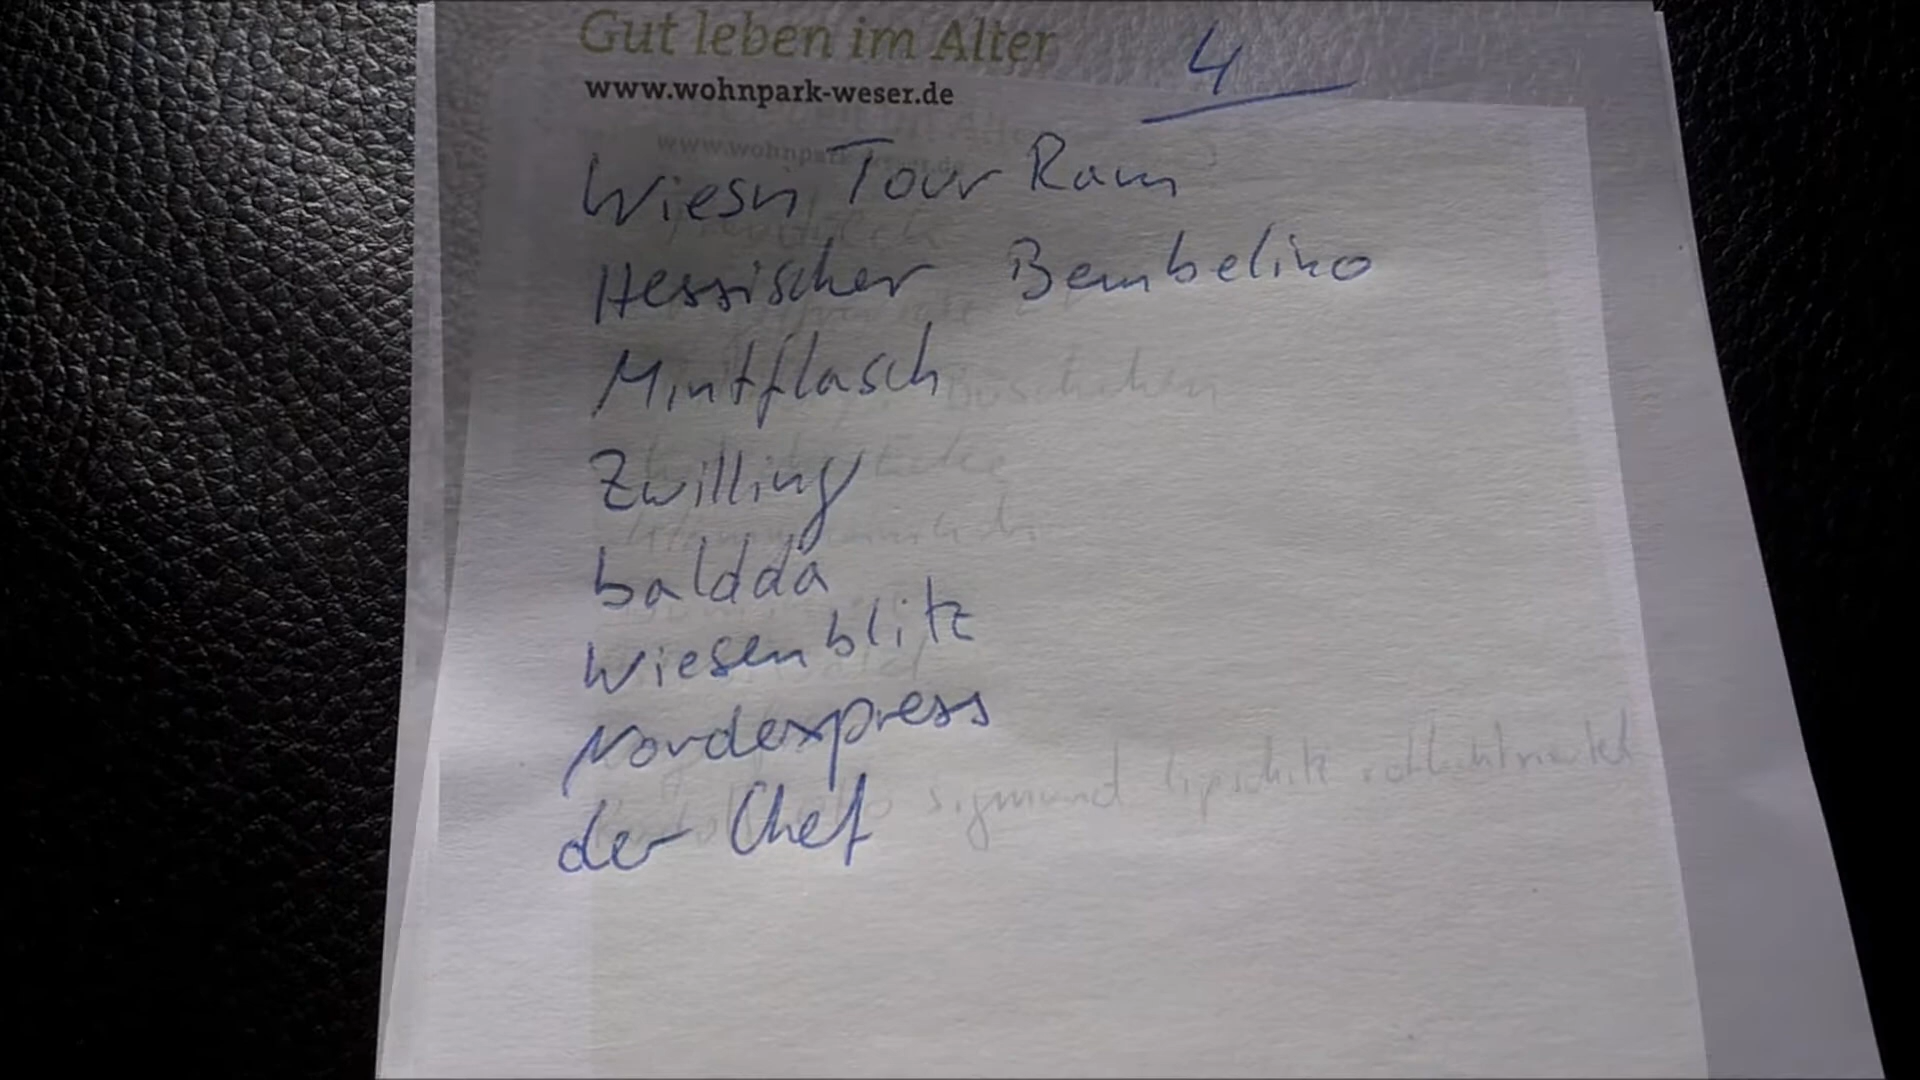 Gut leben im Alter
4
www.wohnpark-weser.de
Wiesn Tour Ram
Hessischer Bembelino
Mintflasch
Zwilling
baldda
Wiesenblitz
Nordexpress
der Chef